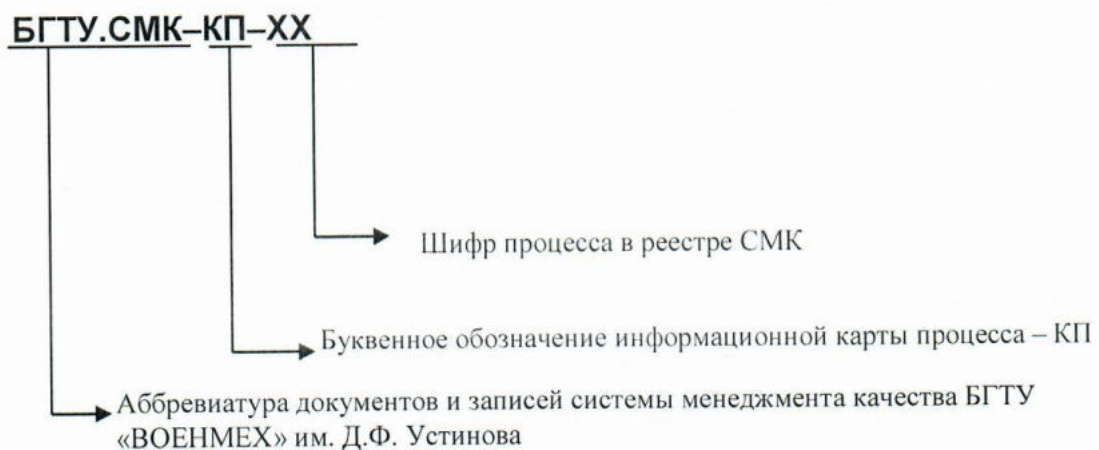 БГТУ.СМК–КП–ХХ
Шифр процесса в реестре СМК
Буквенное обозначение информационной карты процесса – КП
Аббревиатура документов и записей системы менеджмента качества БГТУ
«ВОЕНМЕХ» им. Д.Ф. Устинова